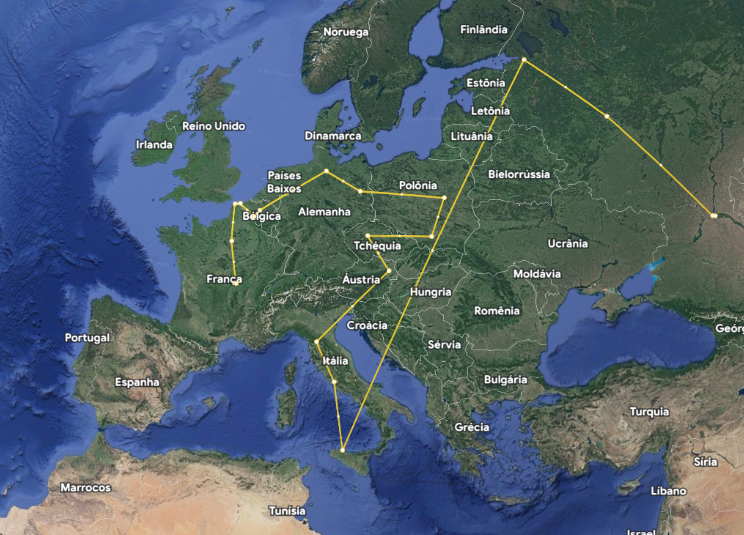 Noruega
Finlândia
Estônia
Letônia
Reino Unido
Dinamarca
Lituânia
Irlanda
Países
Baixos
Polônia
Bielorrússia
Bélgica
Alemanha
Tchéquia
Ucrânia
França
Áustria
Moldávia
Hungria
Romênia
Croácia
Geórg
Portugal
Sérvia
Itália
Espanha
Bulgária
Turquia
Grécia
Síria
Marrocos
Líbano
Tunísia
Israel